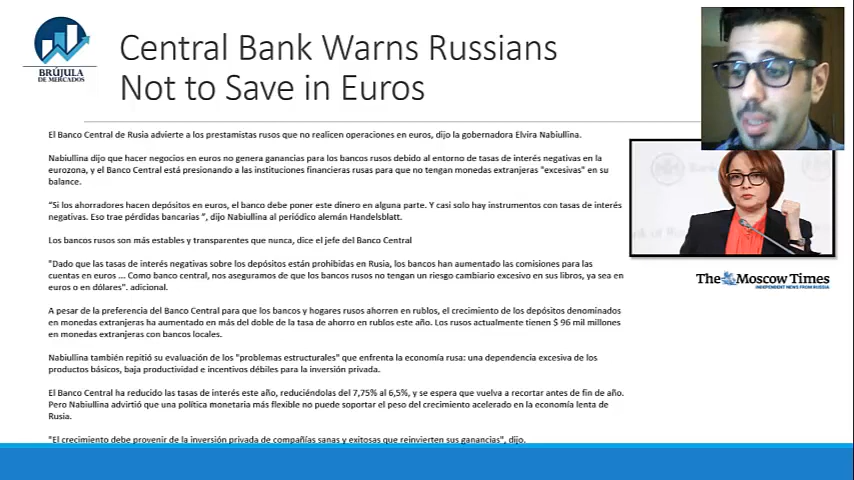 BRÚJULA
DE MERCADOS
Central Bank Warns Russians
Not to Save in Euros
El Banco Central de Rusia advierte a los prestamistas rusos que no realicen operaciones en euros, dijo la gobernadora Elvira Nabiullina.
Nabiullina dijo que hacer negocios en euros no genera ganancias para los bancos rusos debido al entorno de tasas de interés negativas en la
eurozona, y el Banco Central está presionando a las instituciones financieras rusas para que no tengan monedas extranjeras "excesivas" en su
balance.
“Si los ahorradores hacen depósitos en euros, el banco debe poner este dinero en alguna parte. Y casi solo hay instrumentos con tasas de interés
negativas. Eso trae pérdidas bancarias ”, dijo Nabiullina al periódico alemán Handelsblatt.
Los bancos rusos son más estables y transparentes que nunca, dice el jefe del Banco Central
"Dado que las tasas de interés negativas sobre los depósitos están prohibidas en Rusia, los bancos han aumentado las comisiones para las
cuentas en euros ... Como banco central, nos aseguramos de que los bancos rusos no tengan un riesgo cambiario excesivo en sus libros, ya sea en
euros o en dólares". adicional.
A pesar de la preferencia del Banco Central para que los bancos y hogares rusos ahorren en rublos, el crecimiento de los depósitos denominados
en monedas extranjeras ha aumentado en más del doble de la tasa de ahorro en rublos este año. Los rusos actualmente tienen $ 96 mil millones
en monedas extranjeras con bancos locales.
Nabiullina también repitió su evaluación de los "problemas estructurales" que enfrenta la economía rusa: una dependencia excesiva de los
productos básicos, baja productividad e incentivos débiles para la inversión privada.
El Banco Central ha reducido las tasas de interés este año, reduciéndolas del 7,75% al 6,5%, y se espera que vuelva a recortar antes de fin de año.
Pero Nabiullina advirtió que una política monetaria más flexible no puede soportar el peso del crecimiento acelerado en la economía lenta de
Rusia.
"El crecimiento debe provenir de la inversión privada de compañías sanas y exitosas que reinvierten sus ganancias", dijo.
The Moscow Times
INDEPENDENT NEWS FROM RUSSIA